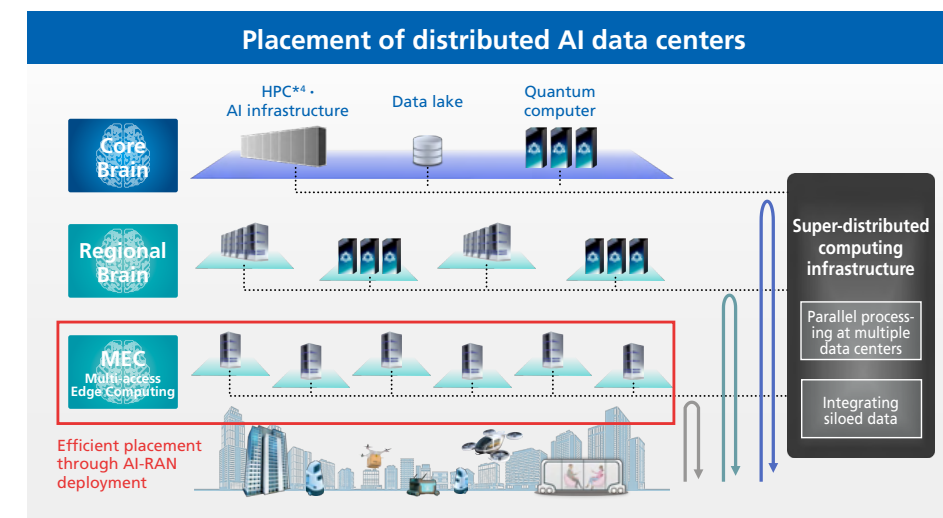 Placement of distributed AI data centers
HPC*4・
AI infrastructure
Data lake
Quantum
computer
Core
Brain
Regional
Brain
MEC
Multi-access
Edge Computing
Super-distributed
computing
infrastructure
Parallel process-
ing at multiple
data centers
Integrating
siloed data
Efficient placement
through AI-RAN
deployment